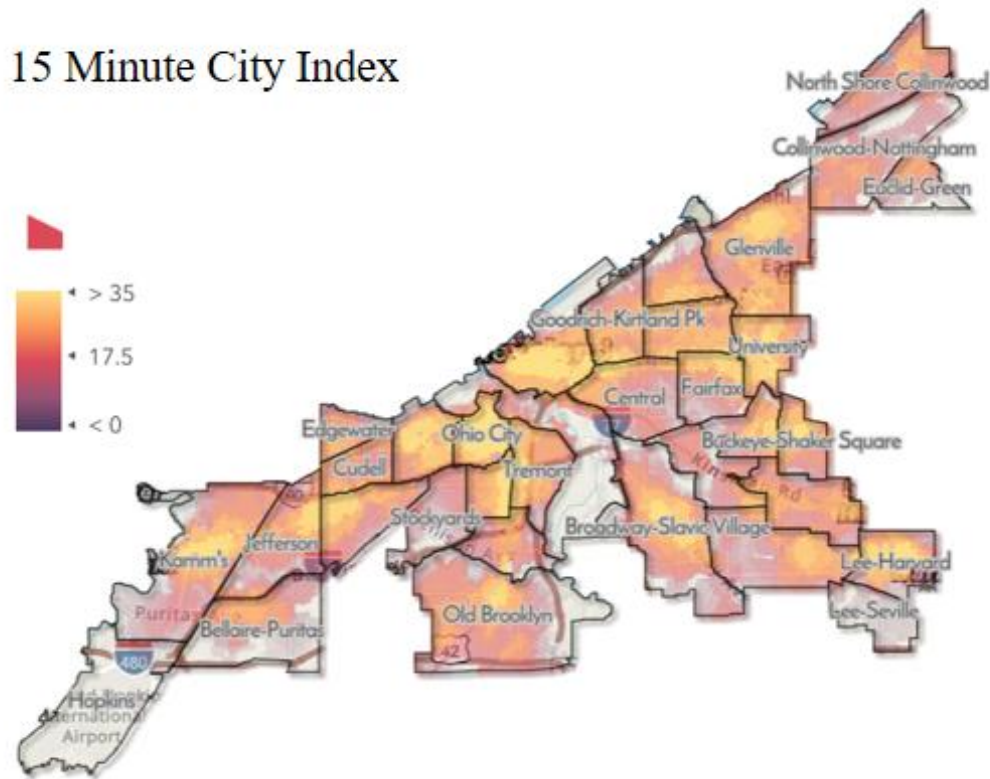 15 Minute City Index
> 35
17.5
< 0
North Shore Collinwood
Collinwood-Nottingham
Euclid-Green
Glenville
Goodrich-Kirtland Pk
University
Central
Fairfax
Edgewater
Ohio City
Cudell
Tremont
Buckeye-Shaker Square
Stockyards
Broadway-Slavic Village
Jefferson
Kamm's
Lee-Harvard
Lee-Seville
Puritas
Bellaire-Puritas
Old Brooklyn
42
480
Hopkins
International
Airport